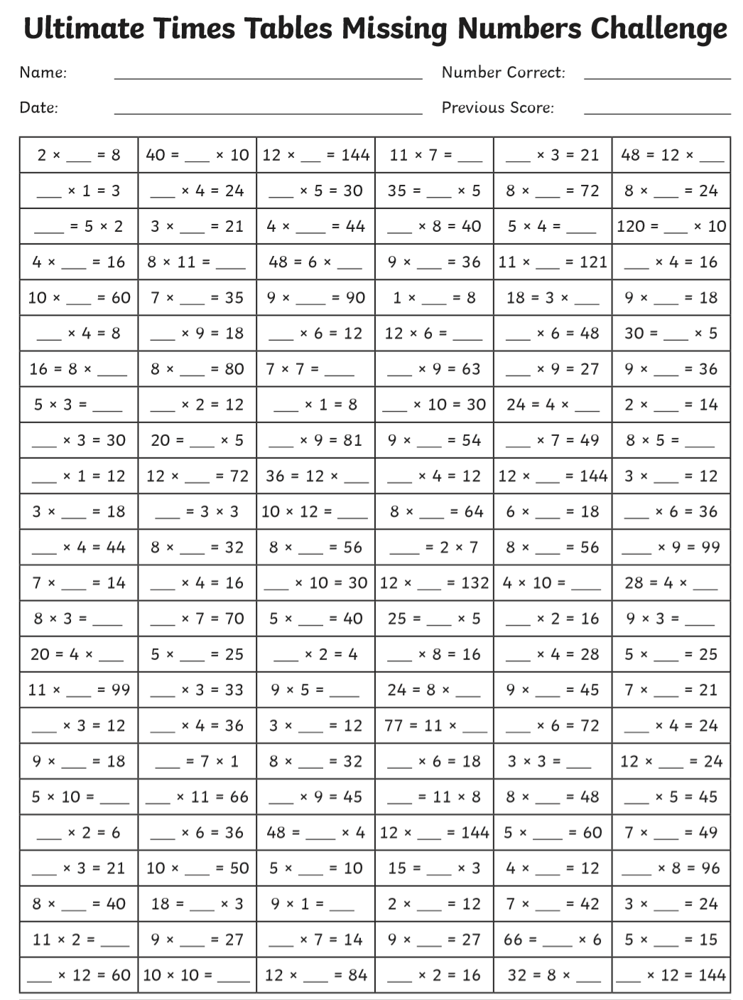 Ultimate Times Tables Missing Numbers Challenge
Name: ____ Number Correct: ____
Date: ____ Previous Score: ____
2 × ___ = 8 40 = ___ × 10 12 × ___ = 144 11 × 7 = ___ ___ × 3 = 21 48 = 12 × ___
___ × 1 = 3 ___ × 4 = 24 ___ × 5 = 30 35 = ___ × 5 8 × ___ = 72 8 × ___ = 24
___ = 5 × 2 3 × ___ = 21 4 × ___ = 44 ___ × 8 = 40 5 × 4 = ___ 120 = ___ × 10
4 × ___ = 16 8 × 11 = ___ 48 = 6 × ___ 9 × ___ = 36 11 × ___ = 121 ___ × 4 = 16
10 × ___ = 60 7 × ___ = 35 9 × ___ = 90 1 × ___ = 8 18 = 3 × ___ 9 × ___ = 18
___ × 4 = 8 ___ × 9 = 18 ___ × 6 = 12 12 × 6 = ___ ___ × 6 = 48 30 = ___ × 5
16 = 8 × ___ 8 × ___ = 80 7 × 7 = ___ ___ × 9 = 63 ___ × 9 = 27 9 × ___ = 36
5 × 3 = ___ ___ × 2 = 12 ___ × 1 = 8 ___ × 10 = 30 24 = 4 × ___ 2 × ___ = 14
___ × 3 = 30 20 = ___ × 5 ___ × 9 = 81 9 × ___ = 54 ___ × 7 = 49 8 × 5 = ___
___ × 1 = 12 12 × ___ = 72 36 = 12 × ___ ___ × 4 = 12 12 × ___ = 144 3 × ___ = 12
3 × ___ = 18 ___ = 3 × 3 10 × 12 = ___ 8 × ___ = 64 6 × ___ = 18 ___ × 6 = 36
___ × 4 = 44 8 × ___ = 32 8 × ___ = 56 ___ = 2 × 7 8 × ___ = 56 ___ × 9 = 99
7 × ___ = 14 ___ × 4 = 16 ___ × 10 = 30 12 × ___ = 132 4 × 10 = ___ 28 = 4 × ___
8 × 3 = ___ ___ × 7 = 70 5 × ___ = 40 25 = ___ × 5 ___ × 2 = 16 9 × 3 = ___
20 = 4 × ___ 5 × ___ = 25 ___ × 2 = 4 ___ × 8 = 16 ___ × 4 = 28 5 × ___ = 25
11 × ___ = 99 ___ × 3 = 33 9 × 5 = ___ 24 = 8 × ___ 9 × ___ = 45 7 × ___ = 21
___ × 3 = 12 ___ × 4 = 36 3 × ___ = 12 77 = 11 × ___ ___ × 6 = 72 ___ × 4 = 24
9 × ___ = 18 ___ = 7 × 1 8 × ___ = 32 ___ × 6 = 18 3 × 3 = ___ 12 × ___ = 24
5 × 10 = ___ ___ × 11 = 66 ___ × 9 = 45 ___ = 11 × 8 8 × ___ = 48 ___ × 5 = 45
___ × 2 = 6 ___ × 6 = 36 48 = ___ × 4 12 × ___ = 144 5 × ___ = 60 7 × ___ = 49
___ × 3 = 21 10 × ___ = 50 5 × ___ = 10 15 = ___ × 3 4 × ___ = 12 ___ × 8 = 96
8 × ___ = 40 18 = ___ × 3 9 × 1 = ___ 2 × ___ = 12 7 × ___ = 42 3 × ___ = 24
11 × 2 = ___ 9 × ___ = 27 ___ × 7 = 14 9 × ___ = 27 66 = ___ × 6 5 × ___ = 15
___ × 12 = 60 10 × 10 = ___ 12 × ___ = 84 ___ × 2 = 16 32 = 8 × ___ ___ × 12 = 144